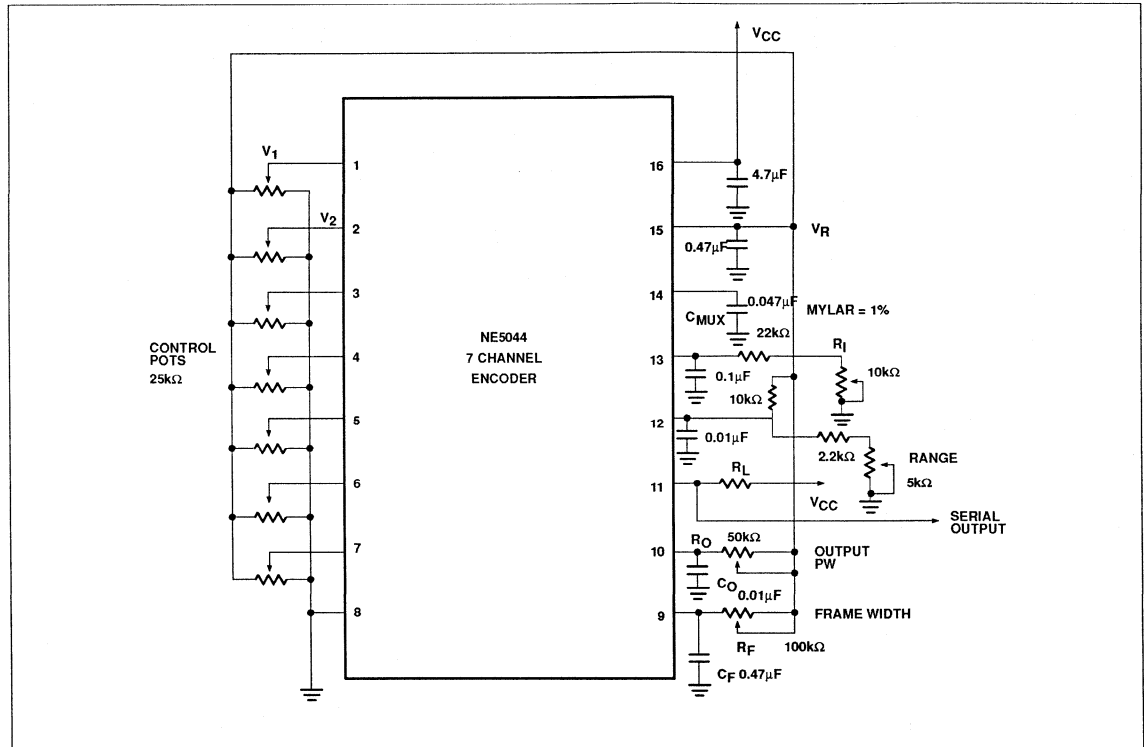 VCC
V1
1
16
4.7µF
V2
2
15
VR
0.47µF
3
14
0.047µF
MYLAR = 1%
CMUX
22kΩ
NE5044
7 CHANNEL
ENCODER
CONTROL
POTS
25kΩ
4
13
RI
0.1µF
10kΩ
10kΩ
5
12
0.01µF
2.2kΩ
RANGE
5kΩ
6
11
RL
VCC
SERIAL
OUTPUT
7
10
RO
50kΩ
OUTPUT
PW
CO
0.01µF
8
9
FRAME WIDTH
RF
100kΩ
CF 0.47µF